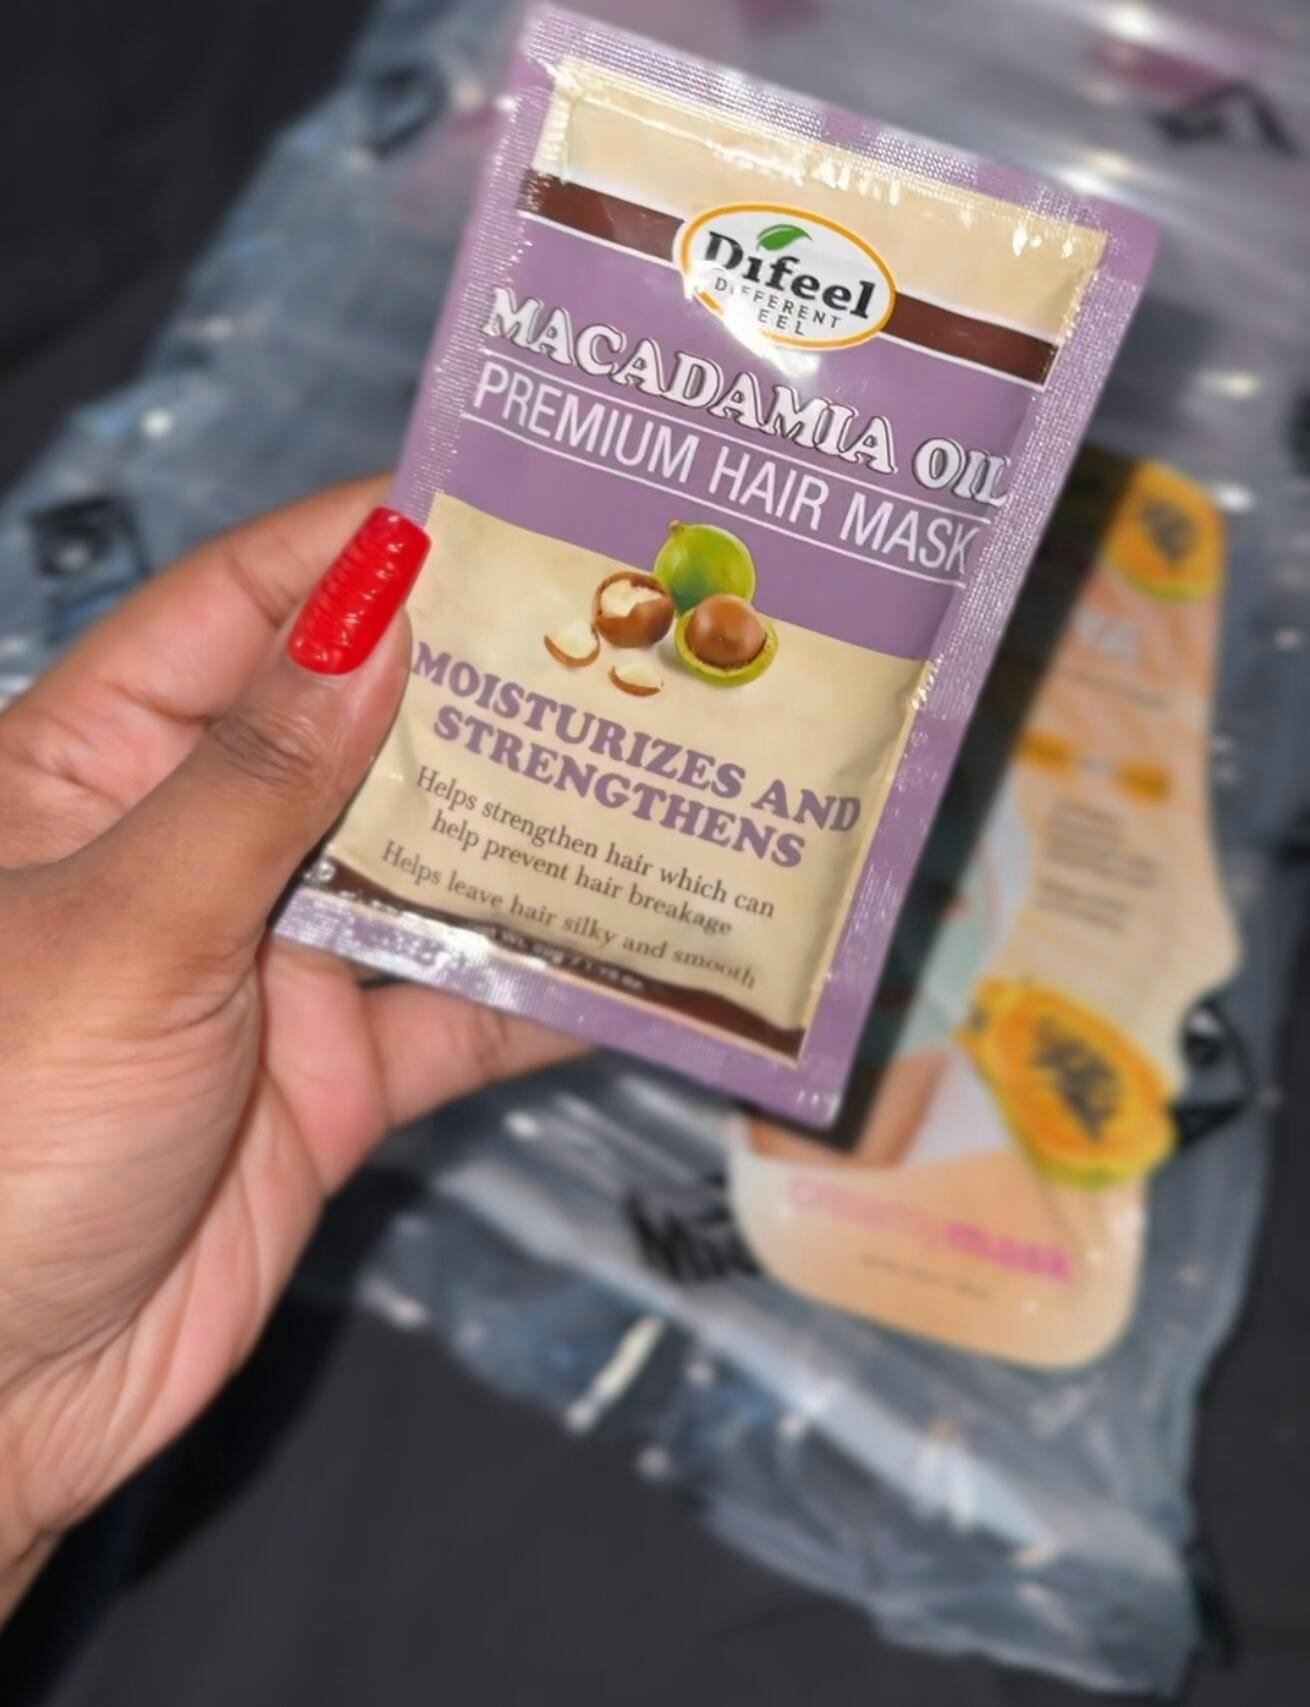 Difeel
DIFFERENT
MACADAMIA OIL
PREMIUM HAIR MASK
MOISTURIZES AND
STRENGTHENS
Helps strengthen hair which can
help prevent hair breakage
Helps leave hair silky and smooth
mask